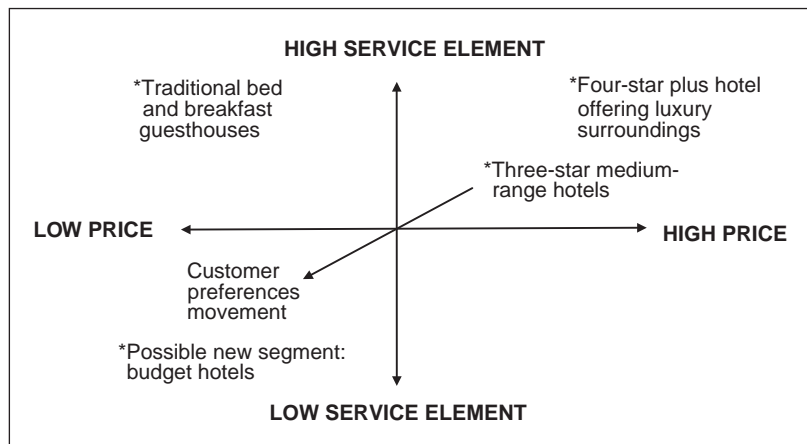 HIGH SERVICE ELEMENT
*Traditional bed
and breakfast
guesthouses
*Four-star plus hotel
offering luxury
surroundings
*Three-star medium-
range hotels
LOW PRICE
HIGH PRICE
Customer
preferences
movement
*Possible new segment:
budget hotels
LOW SERVICE ELEMENT